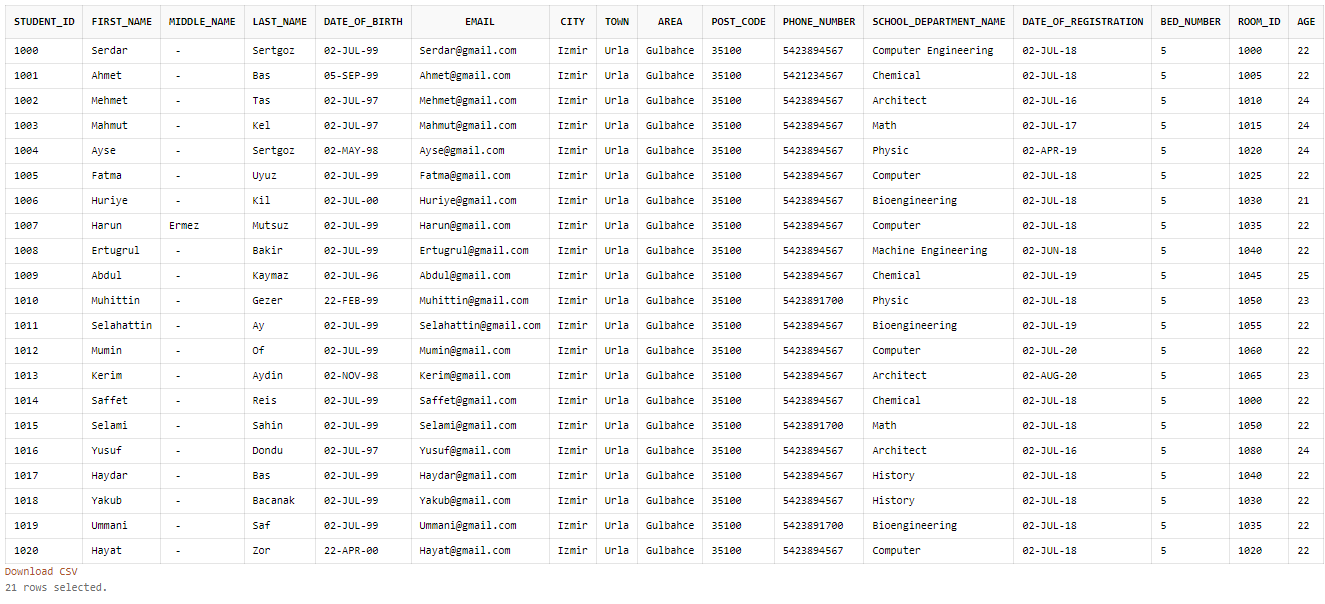 STUDENT_ID FIRST_NAME MIDDLE_NAME LAST_NAME DATE_OF_BIRTH EMAIL CITY TOWN AREA POST_CODE PHONE_NUMBER SCHOOL_DEPARTMENT_NAME DATE_OF_REGISTRATION BED_NUMBER ROOM_ID AGE
1000 Serdar - Sertgoz 02-JUL-99 Serdar@gmail.com Izmir Urla Gulbahce 35100 5423894567 Computer Engineering 02-JUL-18 5 1000 22
1001 Ahmet - Bas 05-SEP-99 Ahmet@gmail.com Izmir Urla Gulbahce 35100 5421234567 Chemical 02-JUL-18 5 1005 22
1002 Mehmet - Tas 02-JUL-97 Mehmet@gmail.com Izmir Urla Gulbahce 35100 5423894567 Architect 02-JUL-16 5 1010 24
1003 Mahmut - Kel 02-JUL-97 Mahmut@gmail.com Izmir Urla Gulbahce 35100 5423894567 Math 02-JUL-17 5 1015 24
1004 Ayse - Sertgoz 02-MAY-98 Ayse@gmail.com Izmir Urla Gulbahce 35100 5423894567 Physic 02-APR-19 5 1020 24
1005 Fatma - Uyuz 02-JUL-99 Fatma@gmail.com Izmir Urla Gulbahce 35100 5423894567 Computer 02-JUL-18 5 1025 22
1006 Huriye - Kil 02-JUL-00 Huriye@gmail.com Izmir Urla Gulbahce 35100 5423894567 Bioengineering 02-JUL-18 5 1030 21
1007 Harun Ermez Mutsuz 02-JUL-99 Harun@gmail.com Izmir Urla Gulbahce 35100 5423894567 Computer 02-JUL-18 5 1035 22
1008 Ertugrul - Bakir 02-JUL-99 Ertugrul@gmail.com Izmir Urla Gulbahce 35100 5423894567 Machine Engineering 02-JUN-18 5 1040 22
1009 Abdul - Kaymaz 02-JUL-96 Abdul@gmail.com Izmir Urla Gulbahce 35100 5423894567 Chemical 02-JUL-19 5 1045 25
1010 Muhittin - Gezer 22-FEB-99 Muhittin@gmail.com Izmir Urla Gulbahce 35100 5423891700 Physic 02-JUL-18 5 1050 23
1011 Selahattin - Ay 02-JUL-99 Selahattin@gmail.com Izmir Urla Gulbahce 35100 5423894567 Bioengineering 02-JUL-19 5 1055 22
1012 Mumin - Of 02-JUL-99 Mumin@gmail.com Izmir Urla Gulbahce 35100 5423894567 Computer 02-JUL-20 5 1060 22
1013 Kerim - Aydin 02-NOV-98 Kerim@gmail.com Izmir Urla Gulbahce 35100 5423894567 Architect 02-AUG-20 5 1065 23
1014 Saffet - Reis 02-JUL-99 Saffet@gmail.com Izmir Urla Gulbahce 35100 5423894567 Chemical 02-JUL-18 5 1000 22
1015 Selami - Sahin 02-JUL-99 Selami@gmail.com Izmir Urla Gulbahce 35100 5423891700 Math 02-JUL-18 5 1050 22
1016 Yusuf - Dondu 02-JUL-97 Yusuf@gmail.com Izmir Urla Gulbahce 35100 5423894567 Architect 02-JUL-16 5 1080 24
1017 Haydar - Bas 02-JUL-99 Haydar@gmail.com Izmir Urla Gulbahce 35100 5423894567 History 02-JUL-18 5 1040 22
1018 Yakub - Bacanak 02-JUL-99 Yakub@gmail.com Izmir Urla Gulbahce 35100 5423894567 History 02-JUL-18 5 1030 22
1019 Ummani - Saf 02-JUL-99 Ummani@gmail.com Izmir Urla Gulbahce 35100 5423891700 Bioengineering 02-JUL-18 5 1035 22
1020 Hayat - Zor 22-APR-00 Hayat@gmail.com Izmir Urla Gulbahce 35100 5423894567 Computer 02-JUL-18 5 1020 22
Download CSV
21 rows selected.